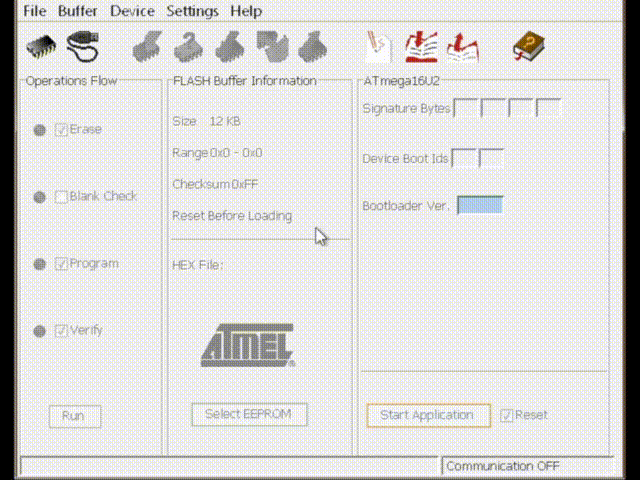 File Buffer Device Settings Help
Operations Flow
Erase
Blank Check
Program
Verify
Run
FLASH Buffer Information
Size 12 KB
Range 0x0 - 0x0
Checksum 0xFF
Reset Before Loading
HEX File:
ATMEL
Select EEPROM
ATmega16U2
Signature Bytes
Device Boot Ids
Bootloader Ver.
Start Application Reset
Communication OFF